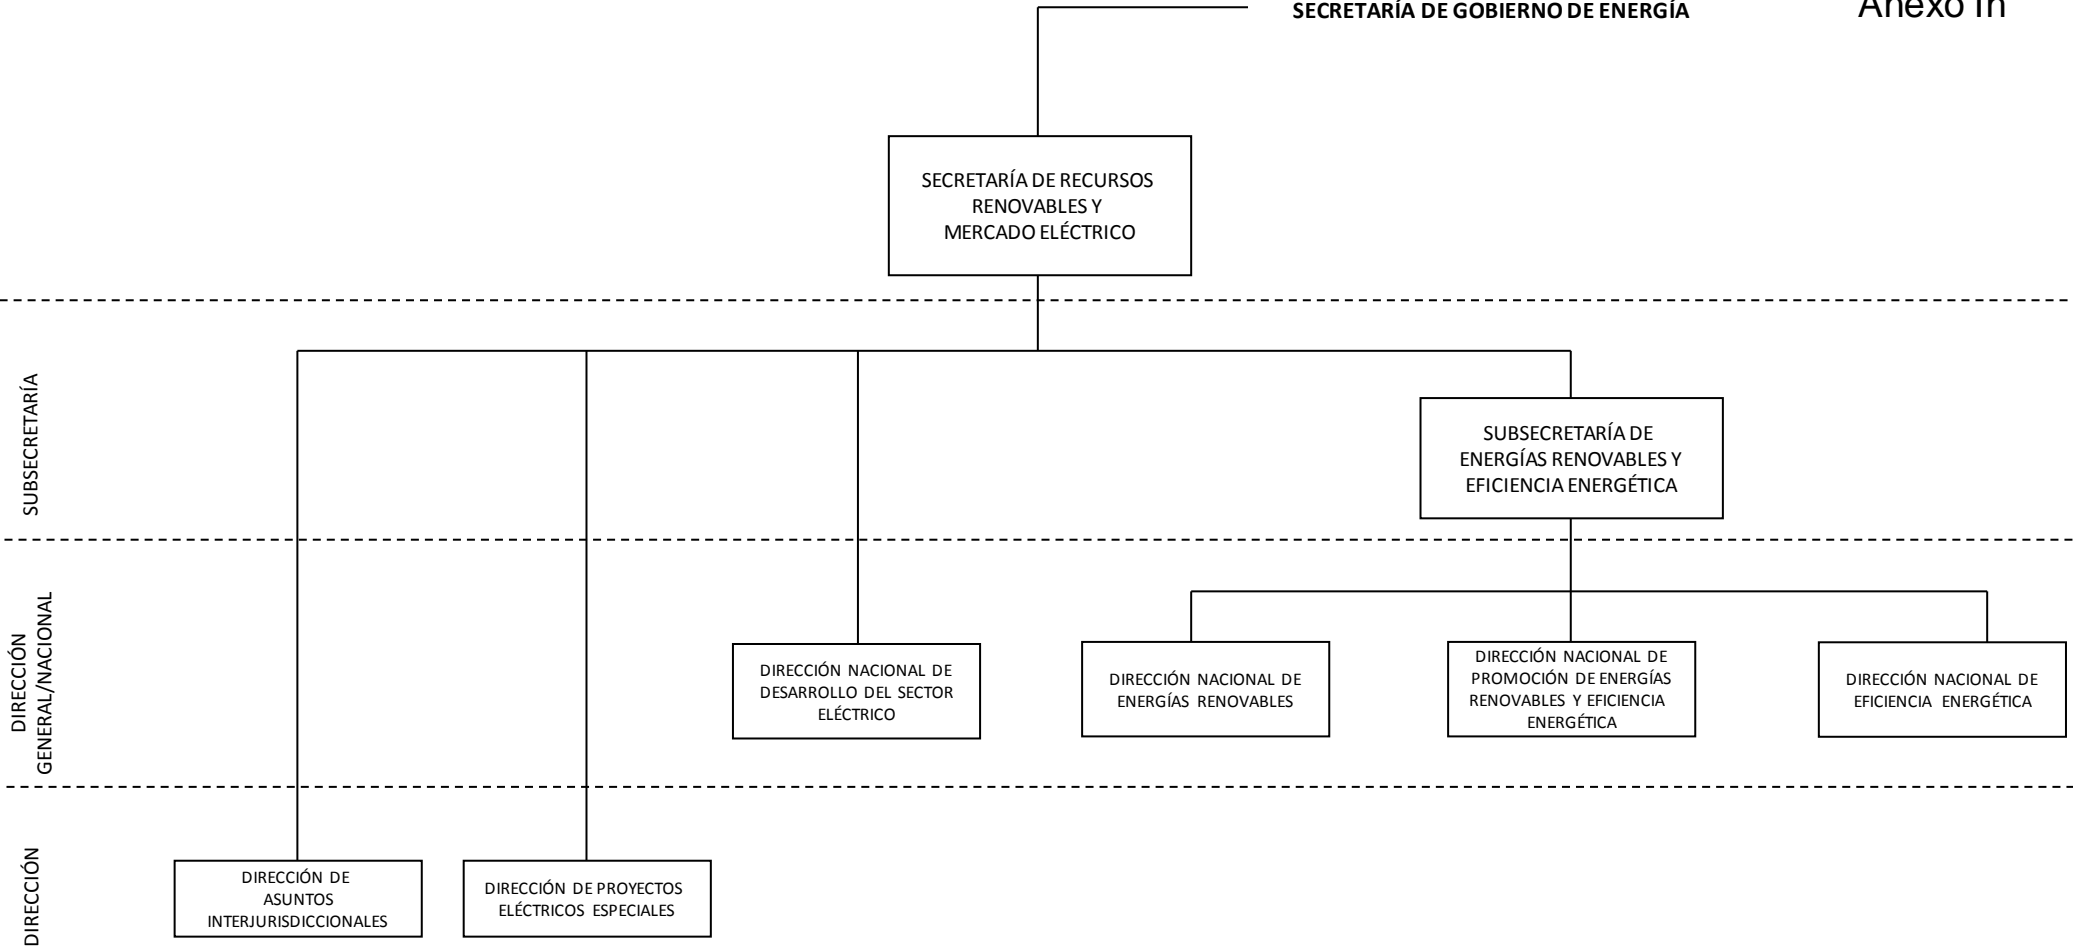 SECRETARÍA DE GOBIERNO DE ENERGÍA
Anexo In
SECRETARÍA DE RECURSOS
RENOVABLES Y
MERCADO ELÉCTRICO
SUBSECRETARÍA
SUBSECRETARÍA DE
ENERGÍAS RENOVABLES Y
EFICIENCIA ENERGÉTICA
DIRECCIÓN
GENERAL/NACIONAL
DIRECCIÓN NACIONAL DE
DESARROLLO DEL SECTOR
ELÉCTRICO
DIRECCIÓN NACIONAL DE
ENERGÍAS RENOVABLES
DIRECCIÓN NACIONAL DE
PROMOCIÓN DE ENERGÍAS
RENOVABLES Y EFICIENCIA
ENERGÉTICA
DIRECCIÓN NACIONAL DE
EFICIENCIA ENERGÉTICA
DIRECCIÓN
DIRECCIÓN DE
ASUNTOS
INTERJURISDICCIONALES
DIRECCIÓN DE PROYECTOS
ELÉCTRICOS ESPECIALES